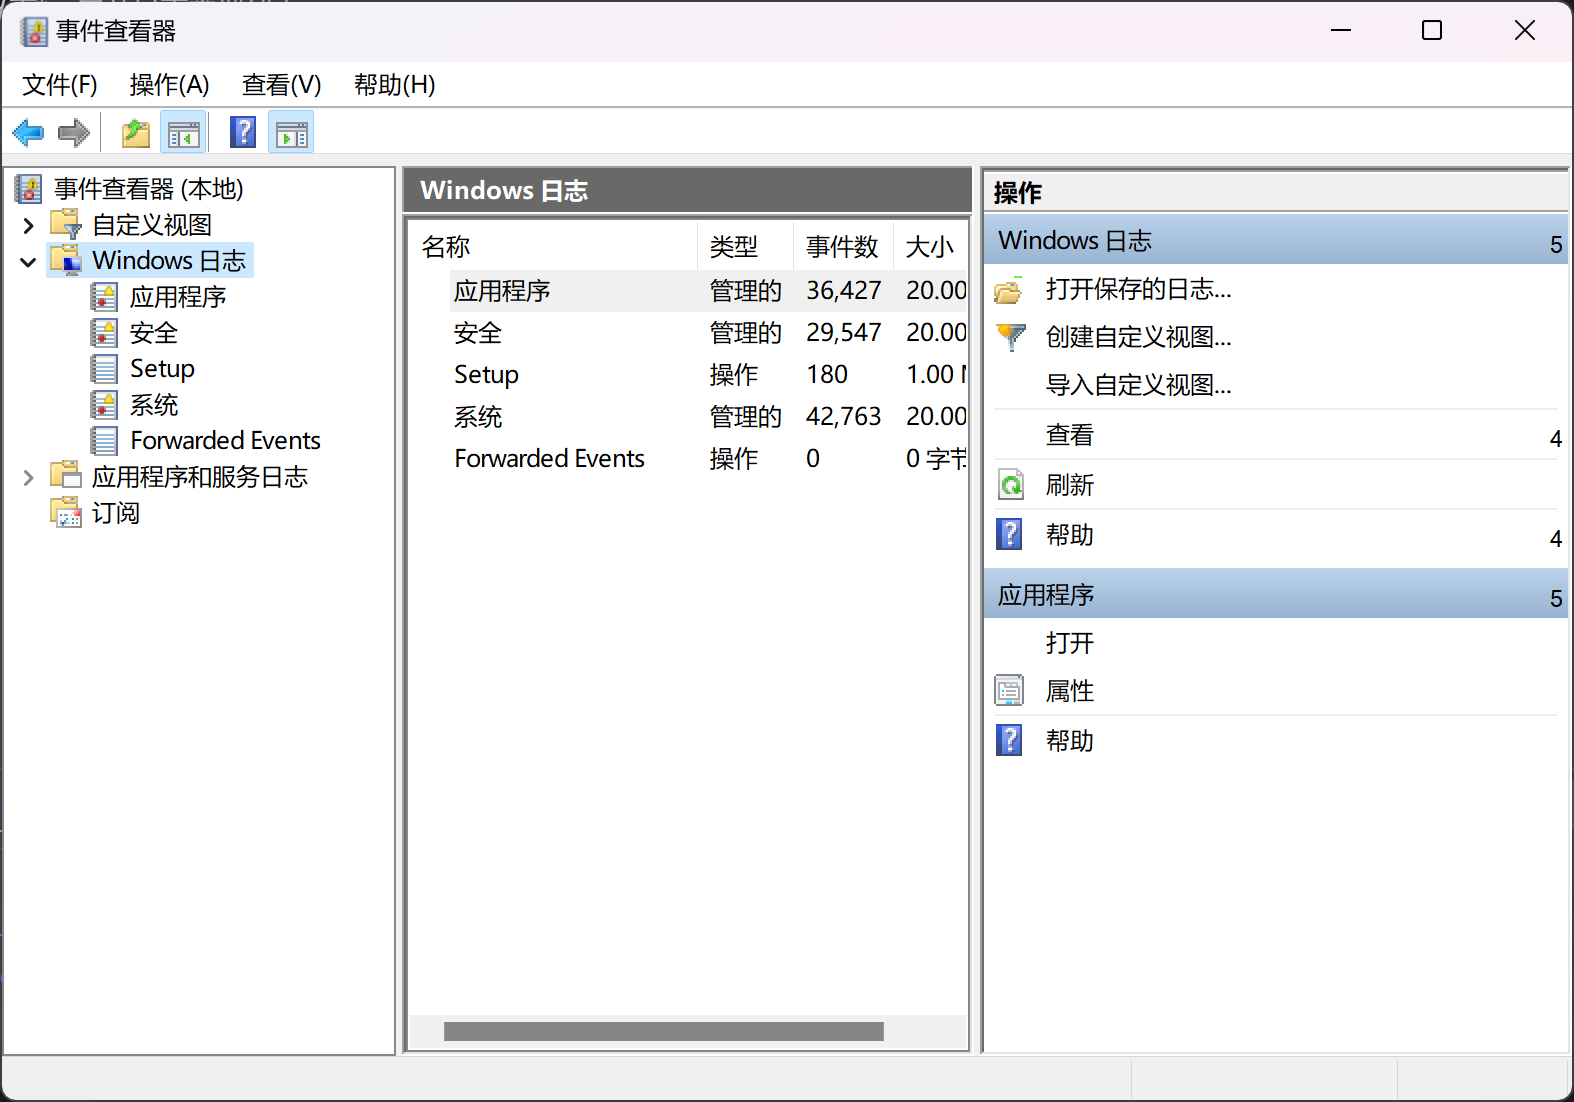 事件查看器
文件(F) 操作(A) 查看(V) 帮助(H)
事件查看器 (本地)
自定义视图
Windows 日志
应用程序
安全
Setup
系统
Forwarded Events
应用程序和服务日志
订阅
Windows 日志
名称 类型 事件数 大小
应用程序 管理的 36,427 20.00
安全 管理的 29,547 20.00
Setup 操作 180 1.00
系统 管理的 42,763 20.00
Forwarded Events 操作 0 0 字节
操作
Windows 日志 5
打开保存的日志...
创建自定义视图...
导入自定义视图...
查看 4
刷新
帮助 4
应用程序 5
打开
属性
帮助